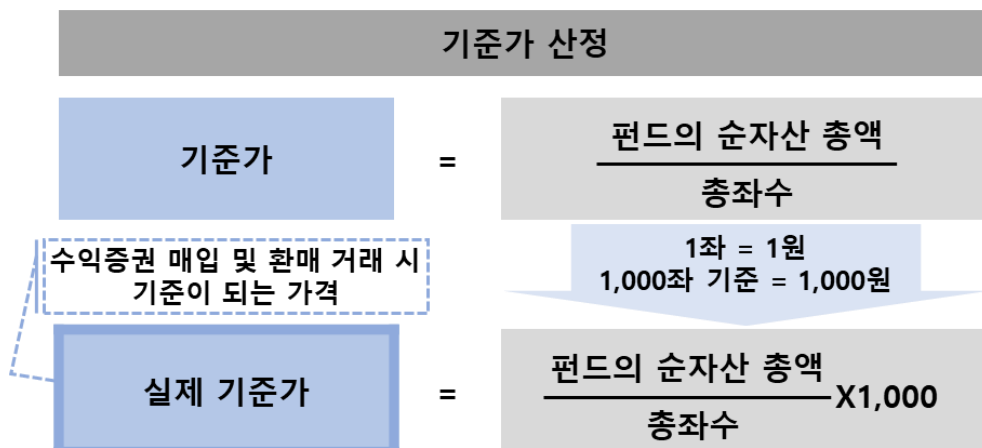 기준가 산정
기준가
=
펀드의 순자산 총액
총좌수
수익증권 매입 및 환매 거래 시
기준이 되는 가격
1좌 = 1원
1,000좌 기준 = 1,000원
실제 기준가
=
펀드의 순자산 총액
총좌수
X1,000